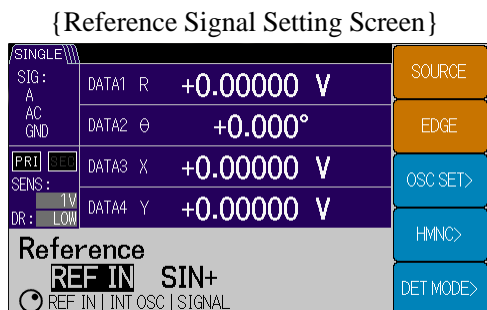 {Reference Signal Setting Screen}
SINGLE
SIG:
A
AC
GND
PRI SEC
SENS:
1V
DR: LOW
DATA1 R +0.00000 V
DATA2 θ +0.000°
DATA3 X +0.00000 V
DATA4 Y +0.00000 V
Reference
REF IN SIN+
REF IN | INT OSC | SIGNAL
SOURCE
EDGE
OSC SET>
HMNC>
DET MODE>